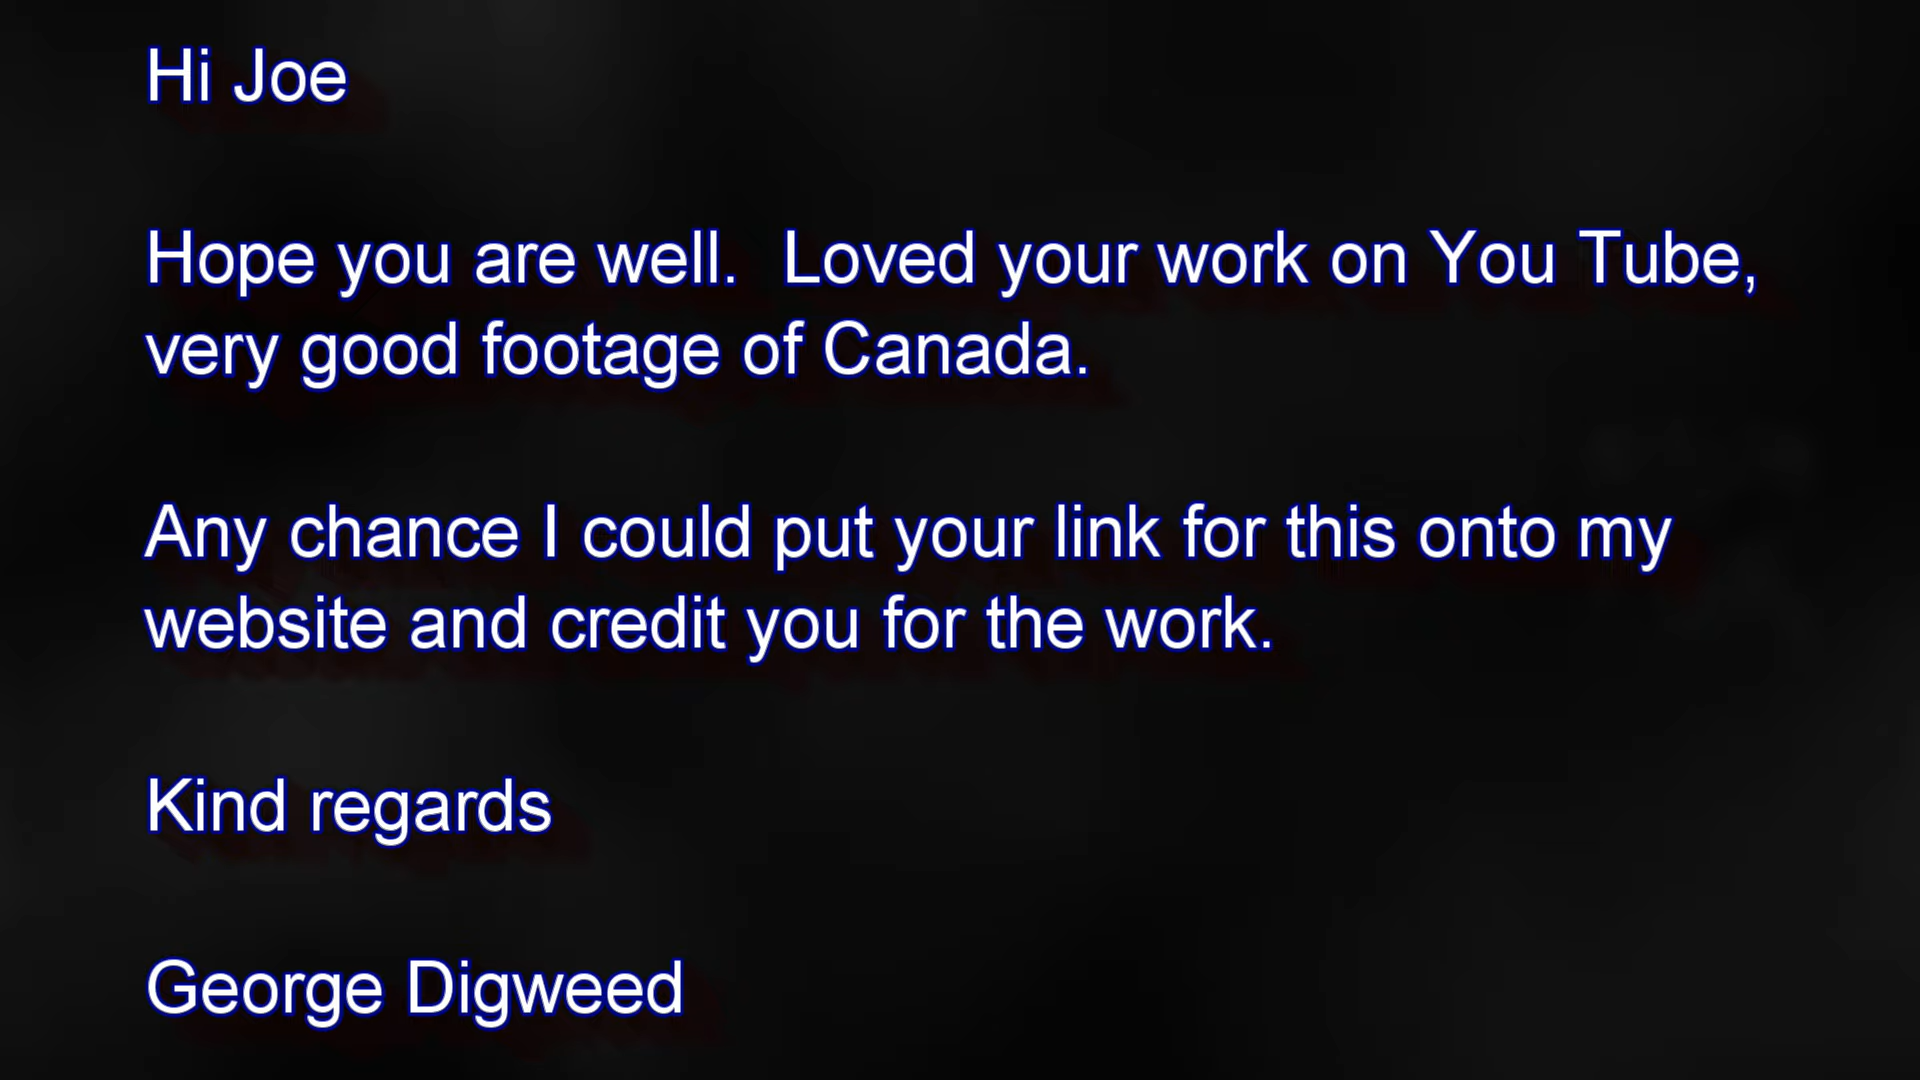 Hi Joe
Hope you are well.  Loved your work on You Tube,
very good footage of Canada.
Any chance I could put your link for this onto my
website and credit you for the work.
Kind regards
George Digweed